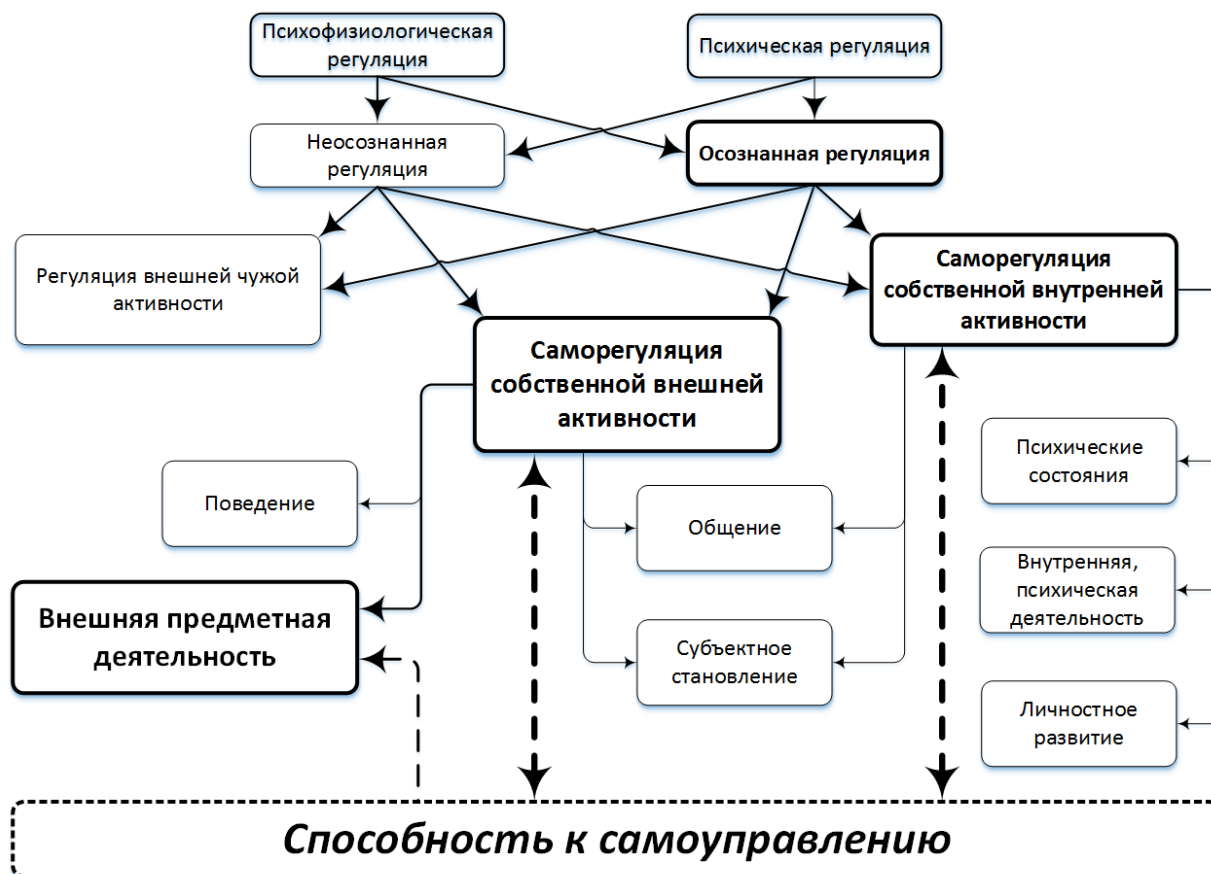 Психофизиологическая
регуляция
Психическая регуляция
Неосознанная
регуляция
Осознанная регуляция
Регуляция внешней чужой
активности
Саморегуляция
собственной внутренней
активности
Саморегуляция
собственной внешней
активности
Психические
состояния
Поведение
Общение
Внутренняя,
психическая
деятельность
Внешняя предметная
деятельность
Субъектное
становление
Личностное
развитие
Способность к самоуправлению